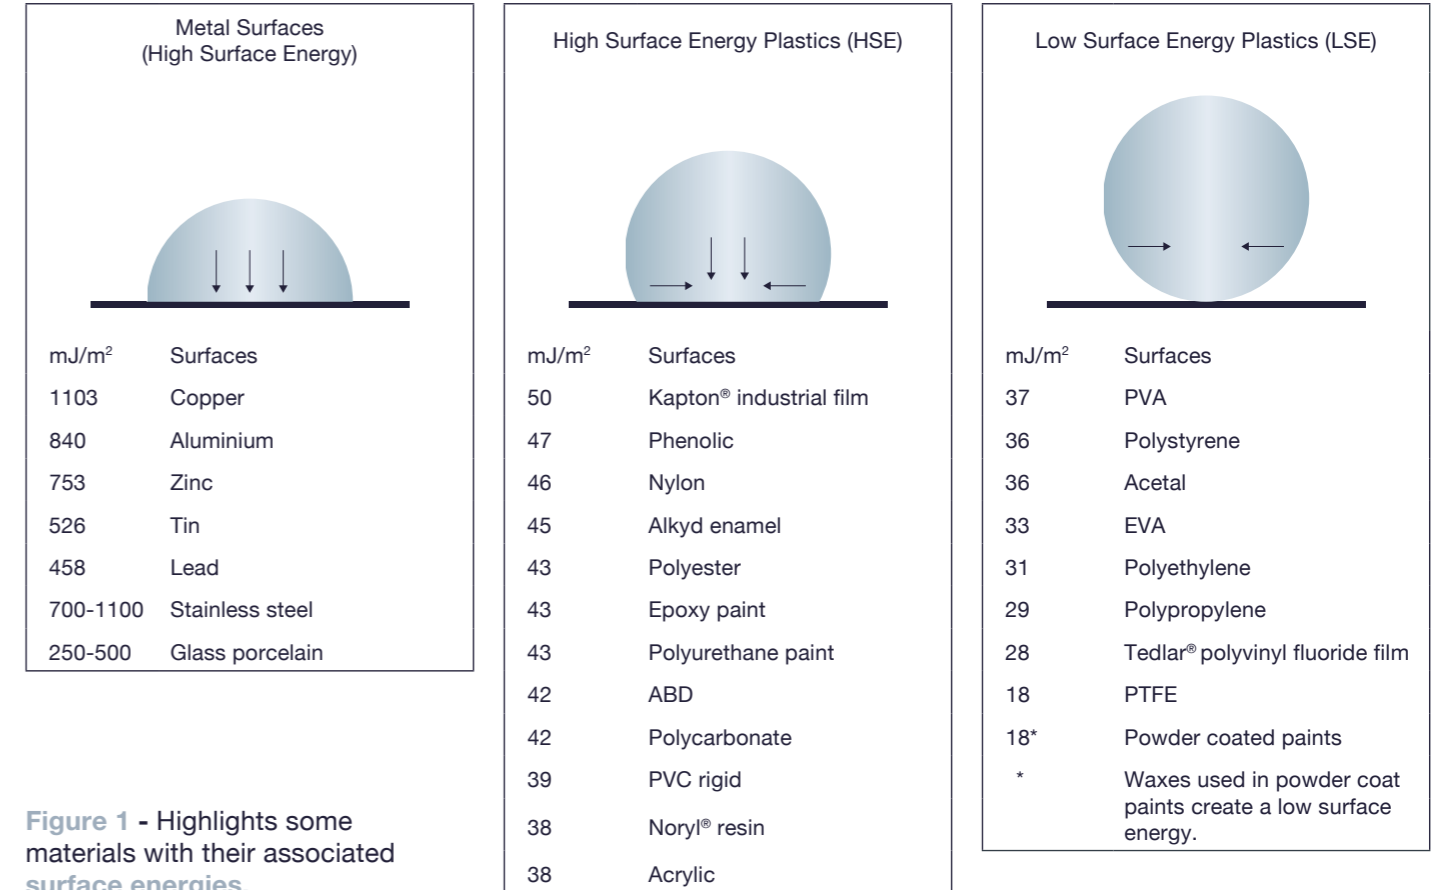 Metal Surfaces
(High Surface Energy)
mJ/m² Surfaces
1103 Copper
840 Aluminium
753 Zinc
526 Tin
458 Lead
700-1100 Stainless steel
250-500 Glass porcelain
High Surface Energy Plastics (HSE)
mJ/m² Surfaces
50 Kapton® industrial film
47 Phenolic
46 Nylon
45 Alkyd enamel
43 Polyester
43 Epoxy paint
43 Polyurethane paint
42 ABD
42 Polycarbonate
39 PVC rigid
38 Noryl® resin
38 Acrylic
Low Surface Energy Plastics (LSE)
mJ/m² Surfaces
37 PVA
36 Polystyrene
36 Acetal
33 EVA
31 Polyethylene
29 Polypropylene
28 Tedlar® polyvinyl fluoride film
18 PTFE
18* Powder coated paints
* Waxes used in powder coat
paints create a low surface
energy.
Figure 1 - Highlights some
materials with their associated
surface energies